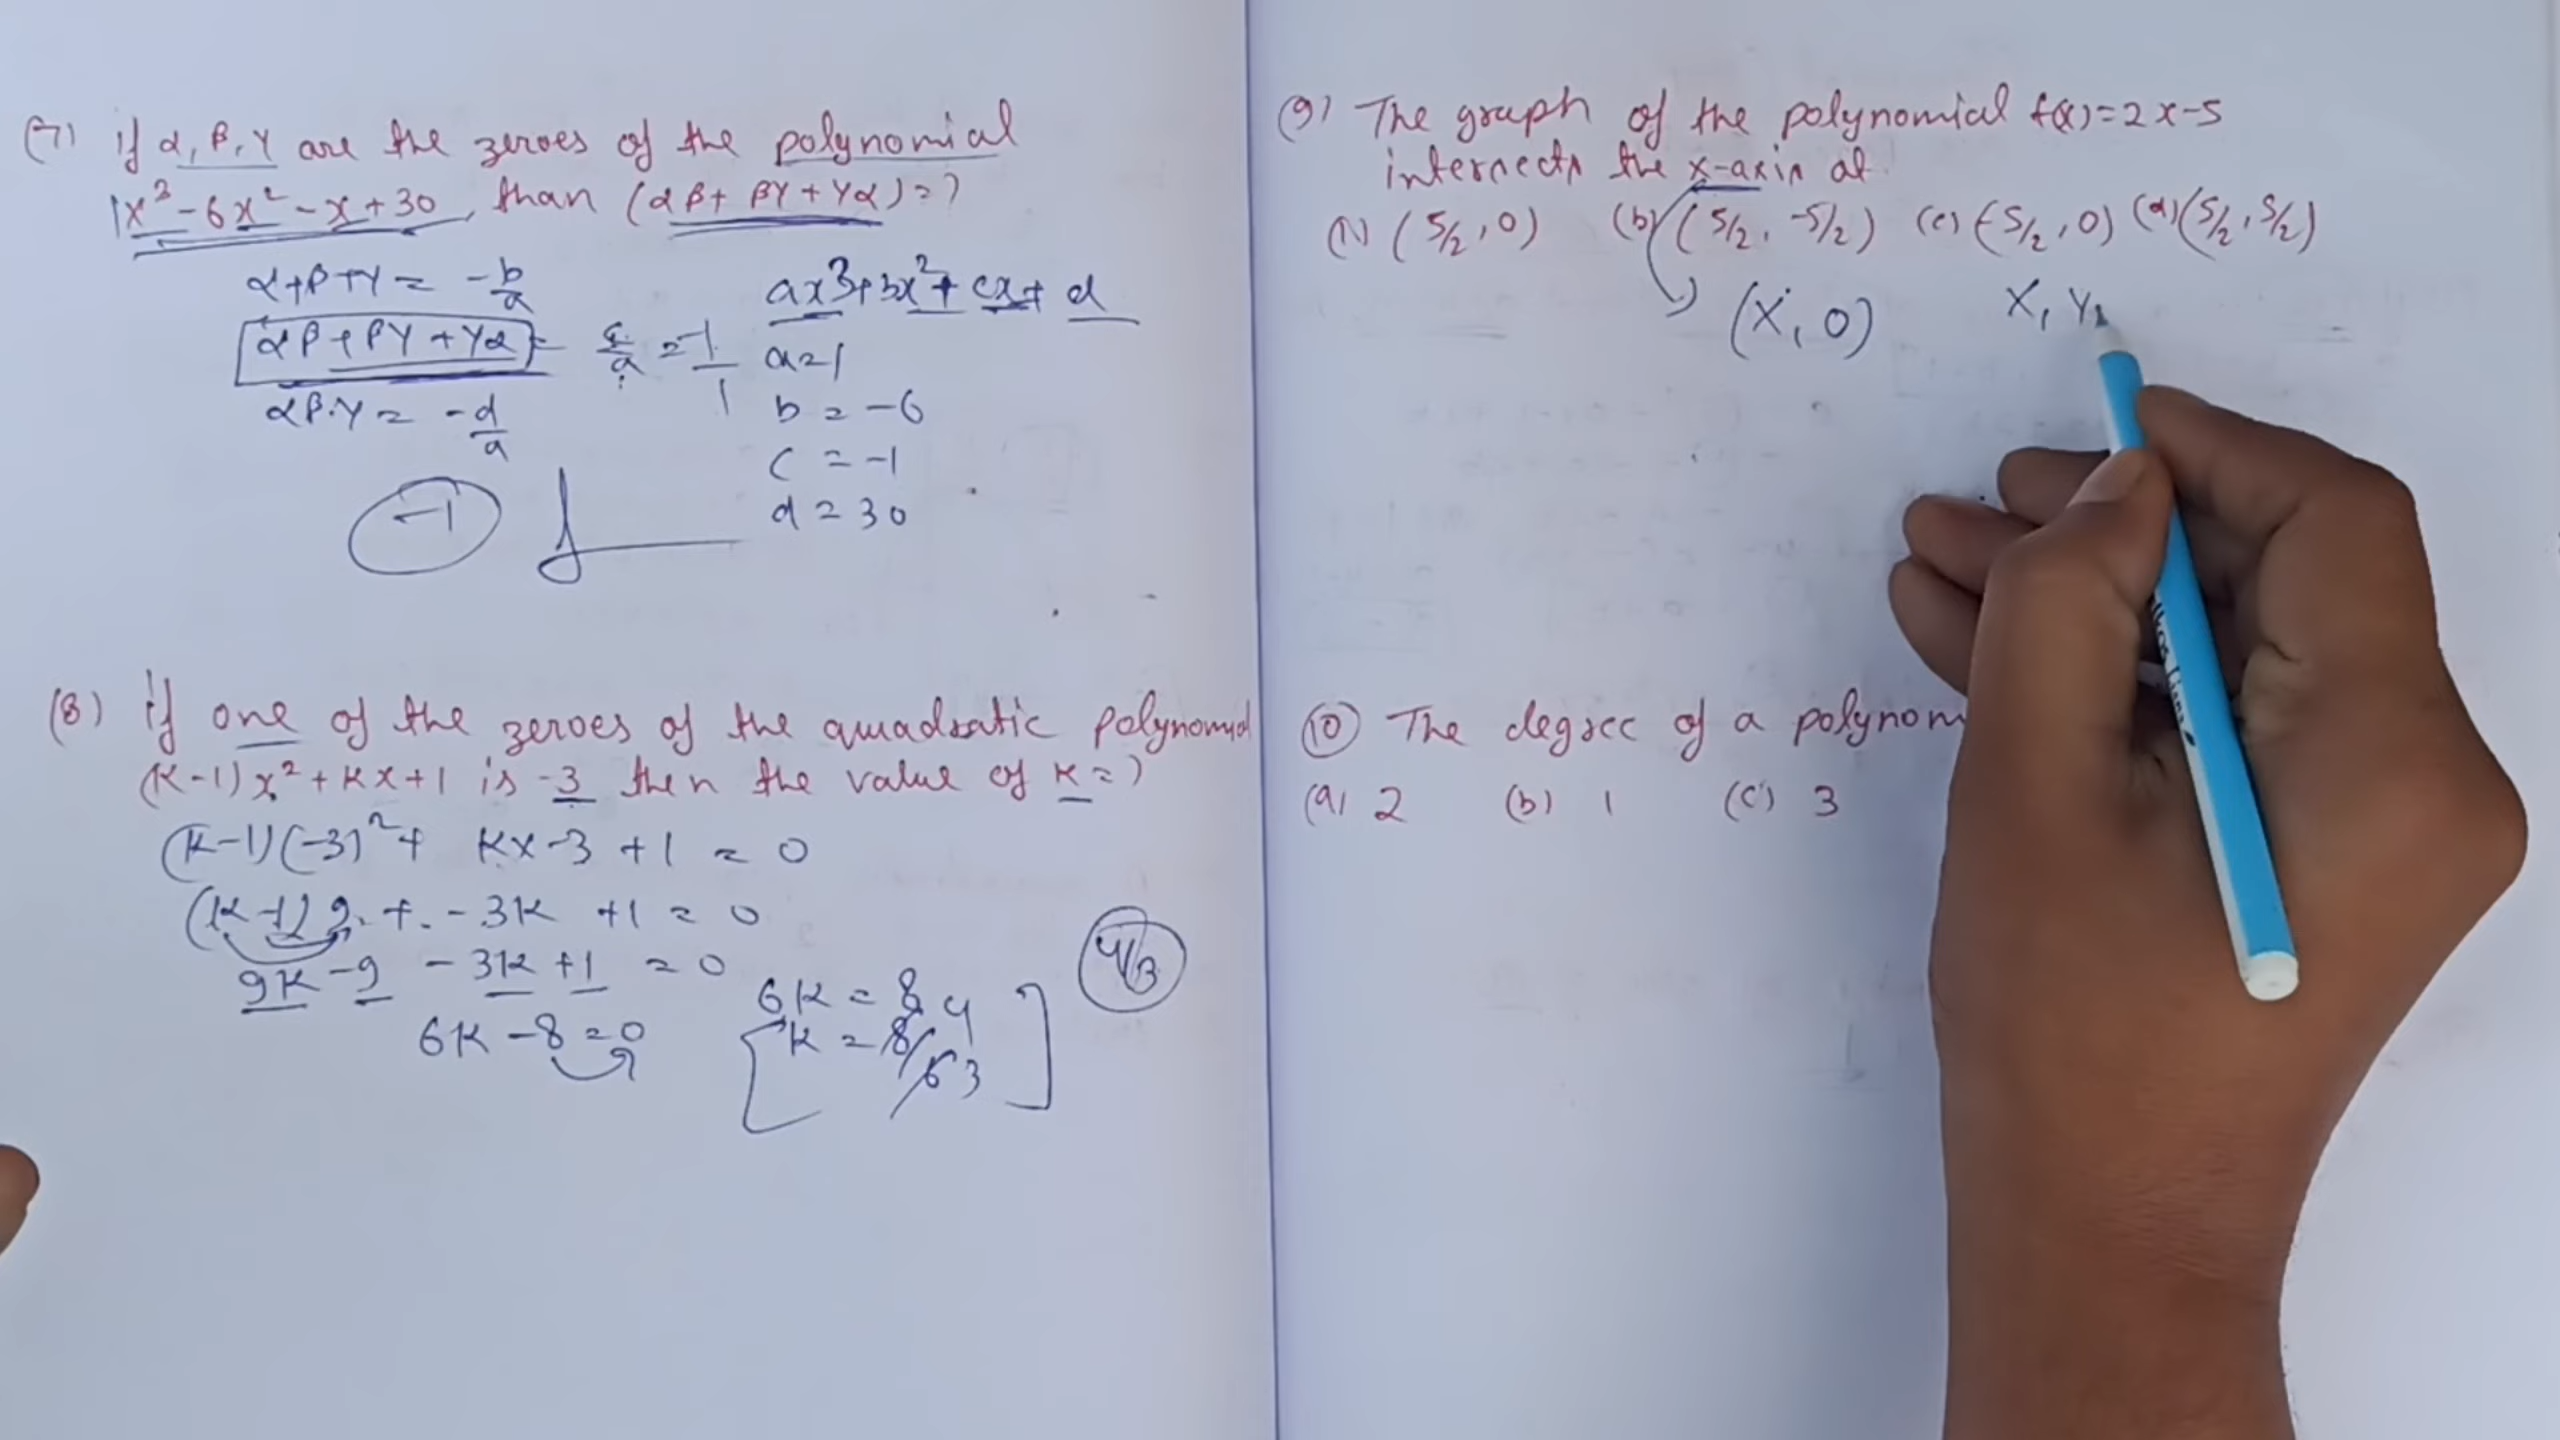 (7) if α, β, γ are the zeroes of the polynomial
1x³-6x²-x+30, than (αβ+ βγ+γα)=?
α+β+γ = -b/a
αβ+βγ+γα = c/a = -1/1
αβ.γ = -d/a
-1
ax3+bx²+cx+d
a=1
b = -6
c = -1
d = 30
(8) if one of the zeroes of the quadratic polynomial
(K-1)x²+Kx+1 is -3 then the value of K=?
(K-1)(-3)²+ Kx-3 +1 = 0
(K-1)9 + -3K +1 = 0
9K-9 -3K+1 = 0
6K-8=0
6K = 8
K = 8/6 4 3
4/3
(9) The graph of the polynomial f(x)=2x-5
intersects the x-axis at
(5/2, 0) (b) (5/2, -5/2) (c) (-5/2, 0) (d) (5/2, 5/2)
(X, 0) X, Y
(10) The degree of a polynom
(a) 2 (b) 1 (c) 3